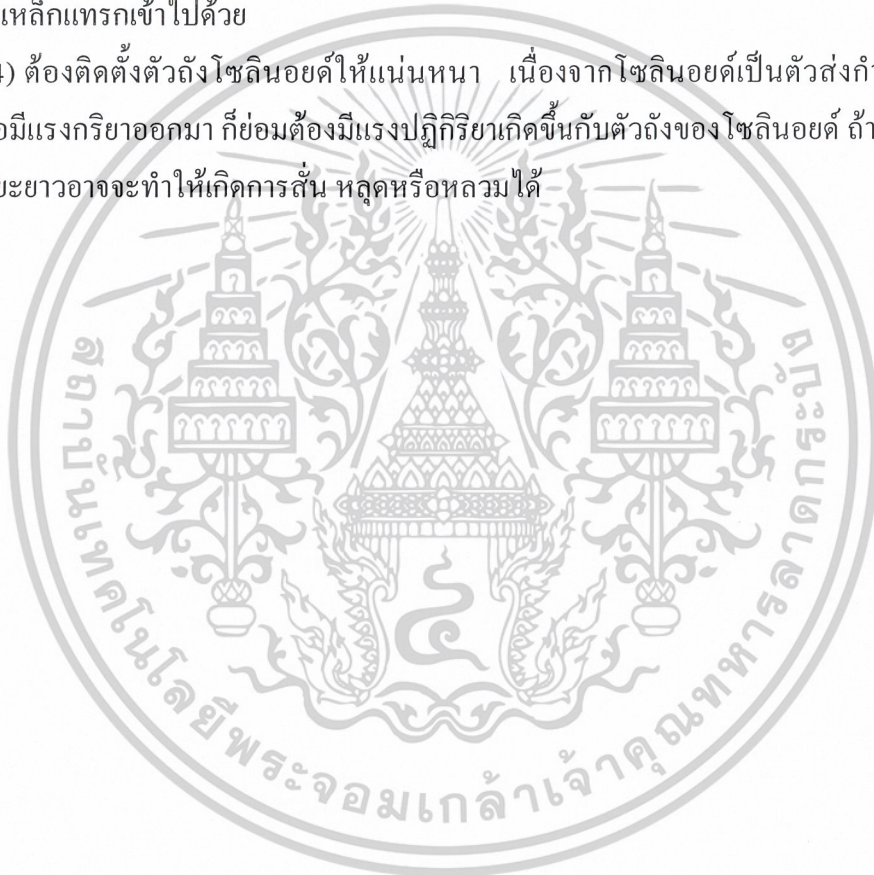 เหล็กแทรกเข้าไปด้วย
4) ต้องติดตั้งตัวถังโซลินอยด์ให้แน่นหนา เนื่องจากโซลินอยด์เป็นตัวส่งกำ
อมีแรงกริยาออกมา ก็ย่อมต้องมีแรงปฏิกิริยาเกิดขึ้นกับตัวถังของโซลินอยด์ ถ้า
ยะยาวอาจจะทำให้เกิดการสั่น หลุดหรือหลวมได้
สถาบันเทคโนโลยีพระจอมเกล้าเจ้าคุณทหารลาดกระบัง